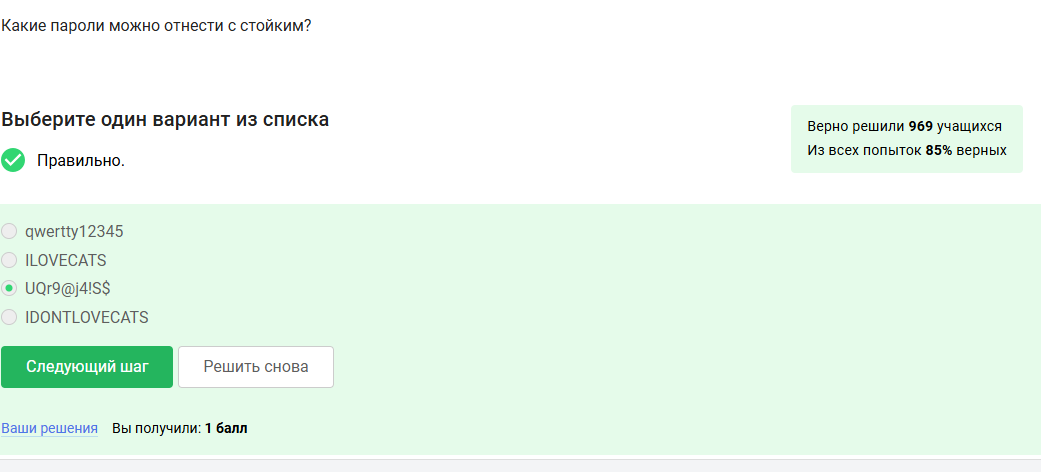 Какие пароли можно отнести с стойким?
Выберите один вариант из списка
Верно решили 969 учащихся
Из всех попыток 85% верных
Правильно.
qwertty12345
ILOVECATS
UQr9@j4!S$
IDONTLOVECATS
Следующий шаг
Решить снова
Ваши решения Вы получили: 1 балл